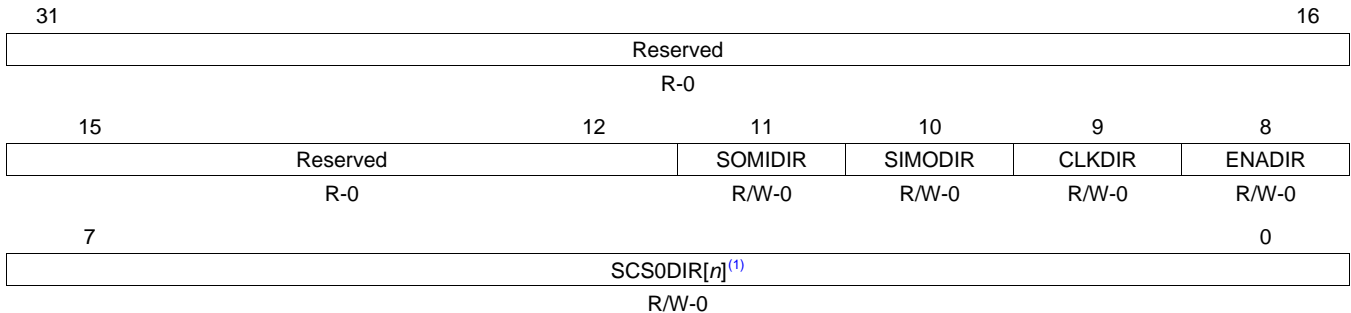 31 16
Reserved
R-0
15 12 11 10 9 8
Reserved SOMIDIR SIMODIR CLKDIR ENADIR
R-0 R/W-0 R/W-0 R/W-0 R/W-0
7 0
SCS0DIR[n](1)
R/W-0